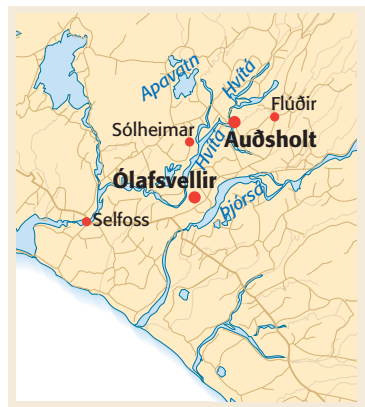 Apavatn
Hvítá
Flúðir
Sólheimar
Auðsholt
Hvítá
Ólafsvellir
Þjórsá
Selfoss